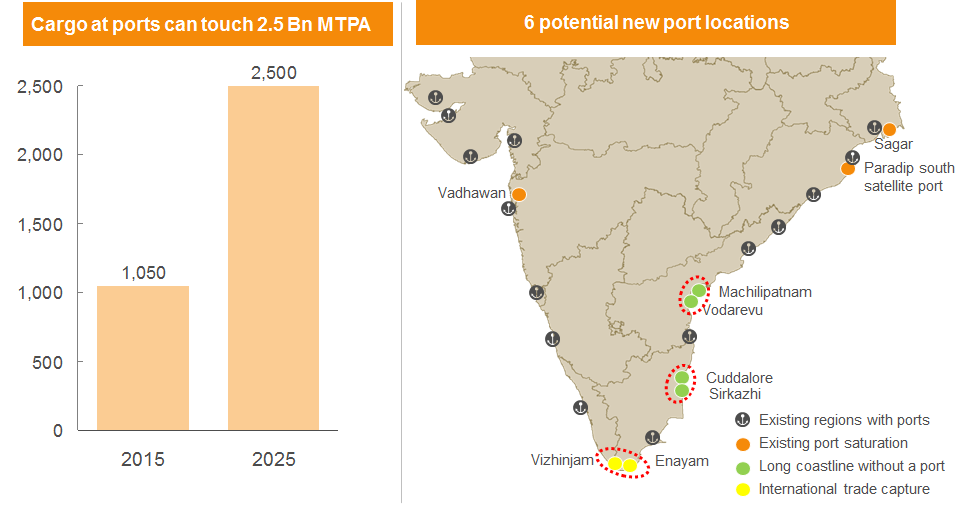 Cargo at ports can touch 2.5 Bn MTPA
2,500
2,500
2,000
1,500
1,050
1,000
500
0
2015
2025
6 potential new port locations
Sagar
Paradip south
satellite port
Vadhawan
Machilipatnam
Vodarevu
Cuddalore
Sirkazhi
Vizhinjam
Enayam
Existing regions with ports
Existing port saturation
Long coastline without a port
International trade capture